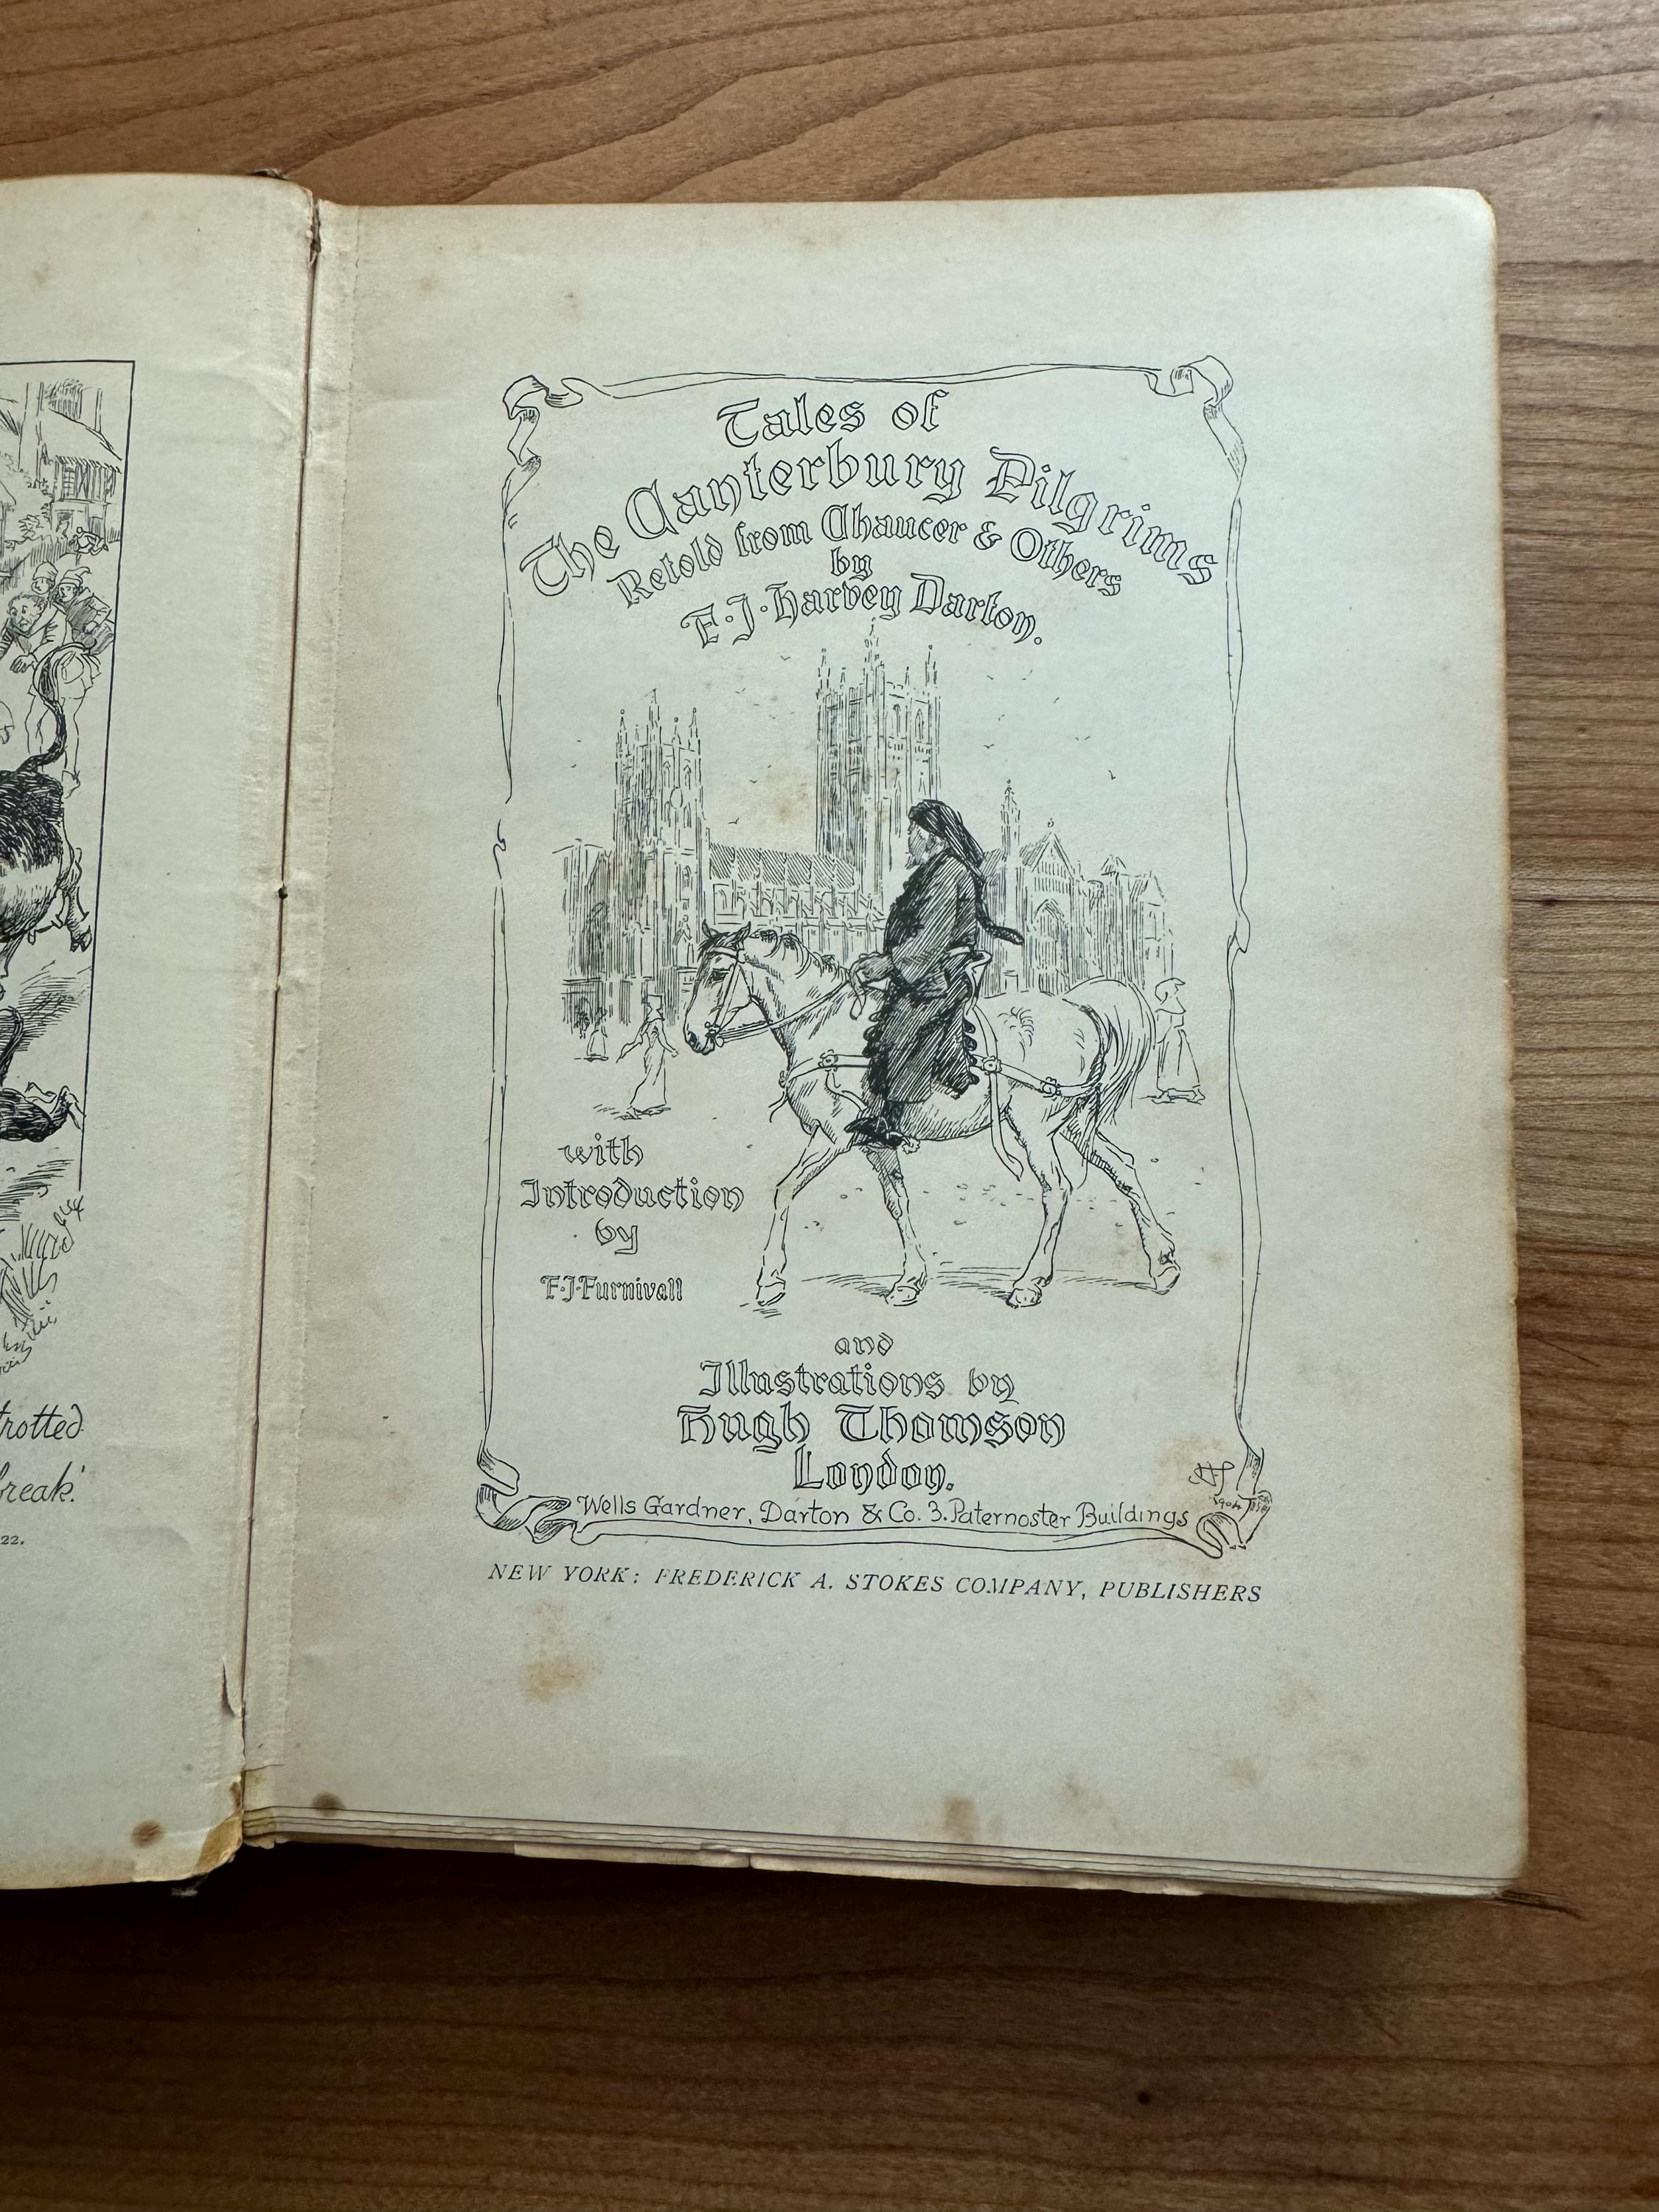 trotted
break.'
22.
Tales of
The Canterbury Pilgrims
Retold from Chaucer & Others
by
F·J·Harvey Darton.
with
Introduction
by
F·J·Furnivall
and
Illustrations by
Hugh Thomson
London.
Wells Gardner, Darton & Co. 3. Paternoster Buildings
HT
1904
NEW YORK: FREDERICK A. STOKES COMPANY, PUBLISHERS